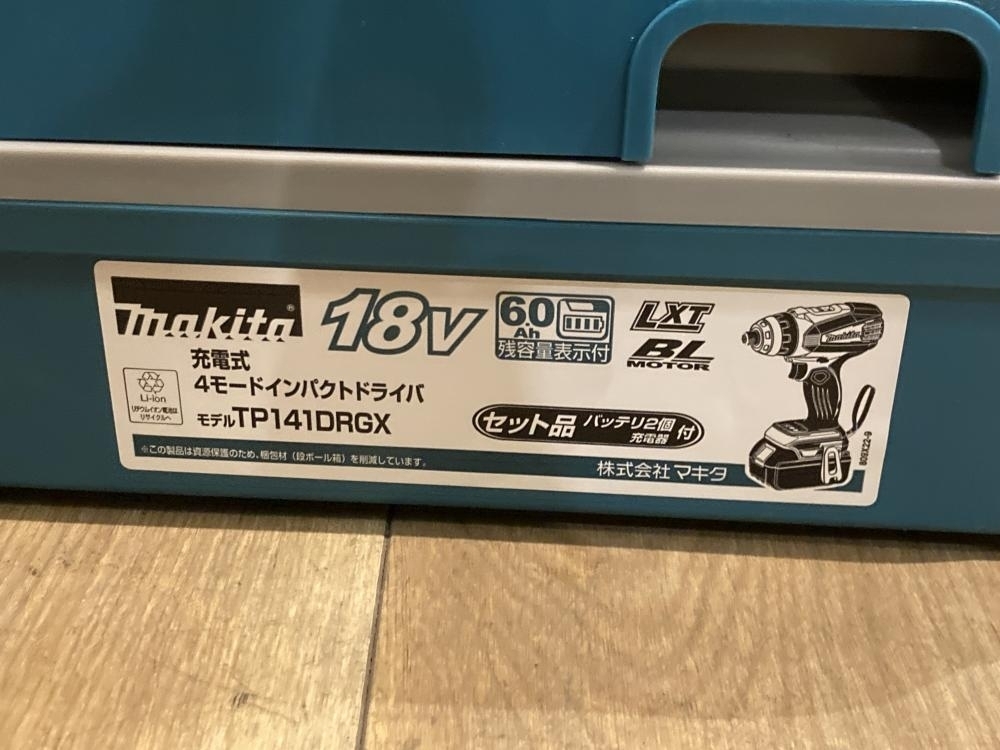 makita®
18V
6.0
Ah
残容量表示付
LXT
BL
MOTOR
充電式
4モードインパクトドライバ
モデルTP141DRGX
Li-ion
リチウムイオン電池は
リサイクルへ
セット品 バッテリ2個
充電器 付
※この製品は資源保護のため、梱包材(段ボール箱)を削減しています。
株式会社マキタ
809X22-9
makita